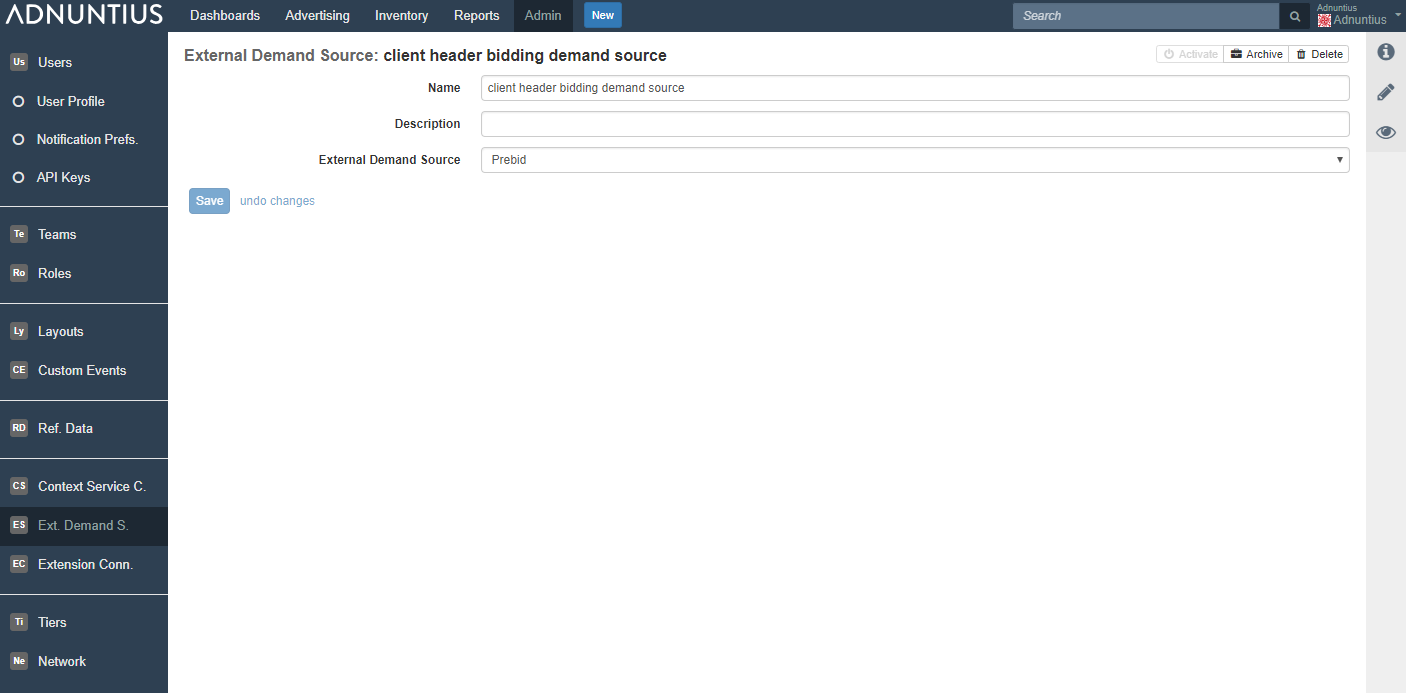 ADNUNTIUS Dashboards Advertising Inventory Reports Admin New Search Adnuntius
Adnuntius
Us Users
User Profile
Notification Prefs.
API Keys
Te Teams
Ro Roles
Ly Layouts
CE Custom Events
RD Ref. Data
CS Context Service C.
ES Ext. Demand S.
EC Extension Conn.
Ti Tiers
Ne Network
External Demand Source: client header bidding demand source
Activate Archive Delete
Name client header bidding demand source
Description
External Demand Source Prebid
Save undo changes